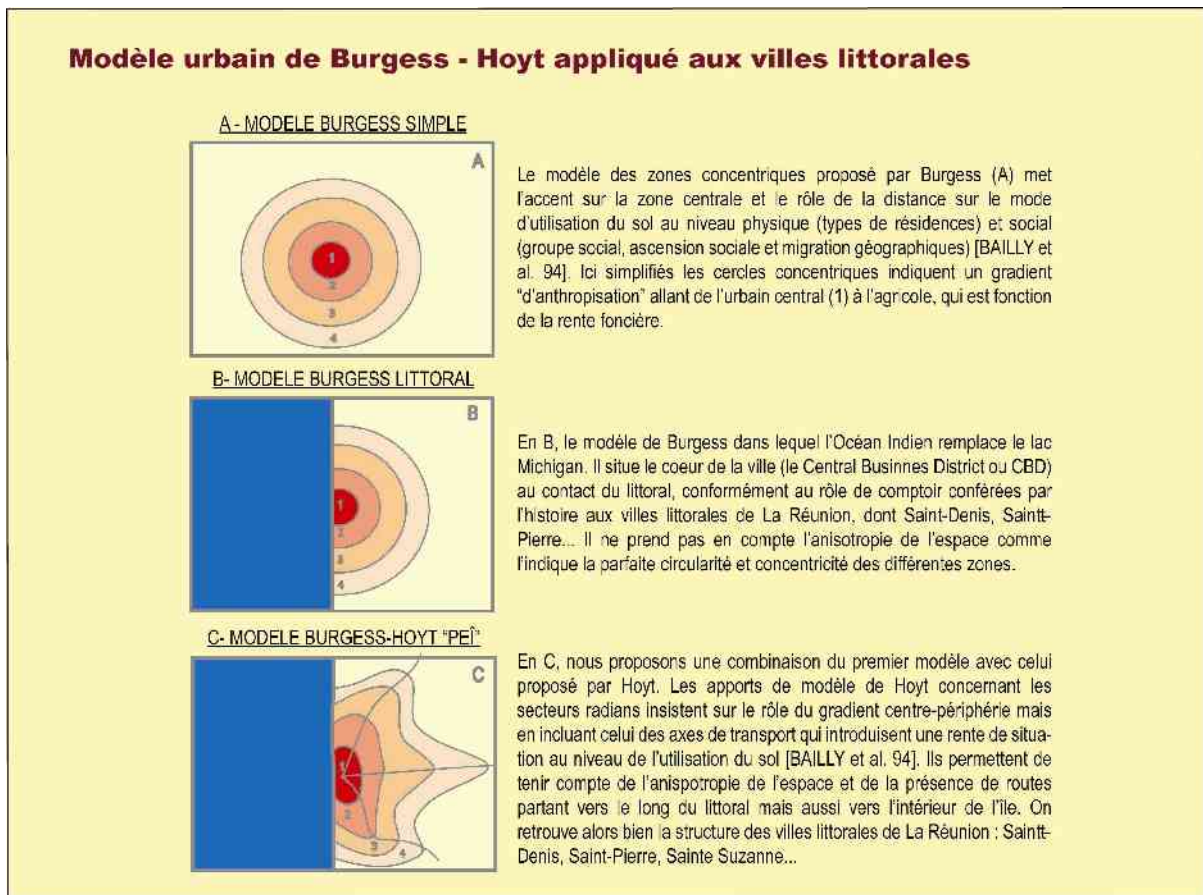 Modèle urbain de Burgess - Hoyt appliqué aux villes littorales
A - MODELE BURGESS SIMPLE
A
1
2
3
4
Le modèle des zones concentriques proposé par Burgess (A) met
l'accent sur la zone centrale et le rôle de la distance sur le mode
d'utilisation du sol au niveau physique (types de résidences) et social
(groupe social, ascension sociale et migration géographiques) [BAILLY et
al. 94]. Ici simplifiés les cercles concentriques indiquent un gradient
"d'anthropisation" allant de l'urbain central (1) à l'agricole, qui est fonction
de la rente foncière.
B- MODELE BURGESS LITTORAL
B
1
2
3
4
En B, le modèle de Burgess dans lequel l'Océan Indien remplace le lac
Michigan. Il situe le coeur de la ville (le Central Businnes District ou CBD)
au contact du littoral, conformément au rôle de comptoir conférées par
l'histoire aux villes littorales de La Réunion, dont Saint-Denis, Saintt-
Pierre... Il ne prend pas en compte l'anisotropie de l'espace comme
l'indique la parfaite circularité et concentricité des différentes zones.
C- MODELE BURGESS-HOYT "PEÎ"
C
1
2
3
4
En C, nous proposons une combinaison du premier modèle avec celui
proposé par Hoyt. Les apports de modèle de Hoyt concernant les
secteurs radians insistent sur le rôle du gradient centre-périphérie mais
en incluant celui des axes de transport qui introduisent une rente de situa-
tion au niveau de l'utilisation du sol [BAILLY et al. 94]. Ils permettent de
tenir compte de l'anispotropie de l'espace et de la présence de routes
partant vers le long du littoral mais aussi vers l'intérieur de l'île. On
retrouve alors bien la structure des villes littorales de La Réunion : Saintt-
Denis, Saint-Pierre, Sainte Suzanne...